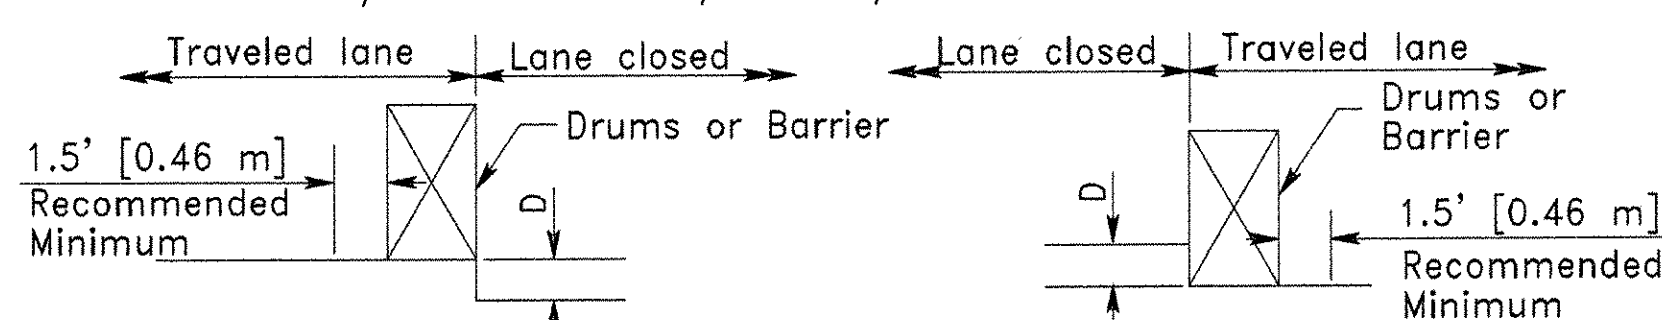 Traveled lane
Lane closed
Drums or Barrier
1.5' [0.46 m]
Recommended
Minimum
D
Lane closed
Traveled lane
Drums or
Barrier
D
1.5' [0.46 m]
Recommended
Minimum